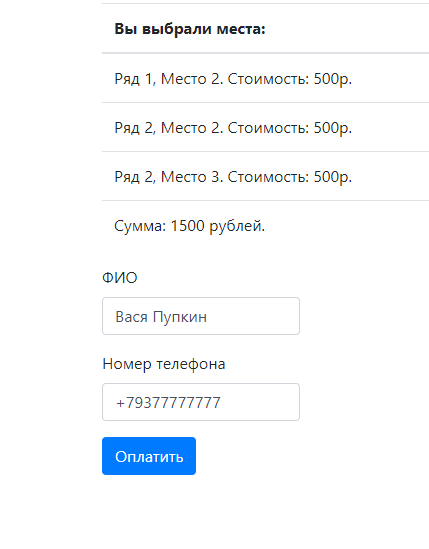 Вы выбрали места:
Ряд 1, Место 2. Стоимость: 500р.
Ряд 2, Место 2. Стоимость: 500р.
Ряд 2, Место 3. Стоимость: 500р.
Сумма: 1500 рублей.
ФИО
Вася Пупкин
Номер телефона
+79377777777
Оплатить